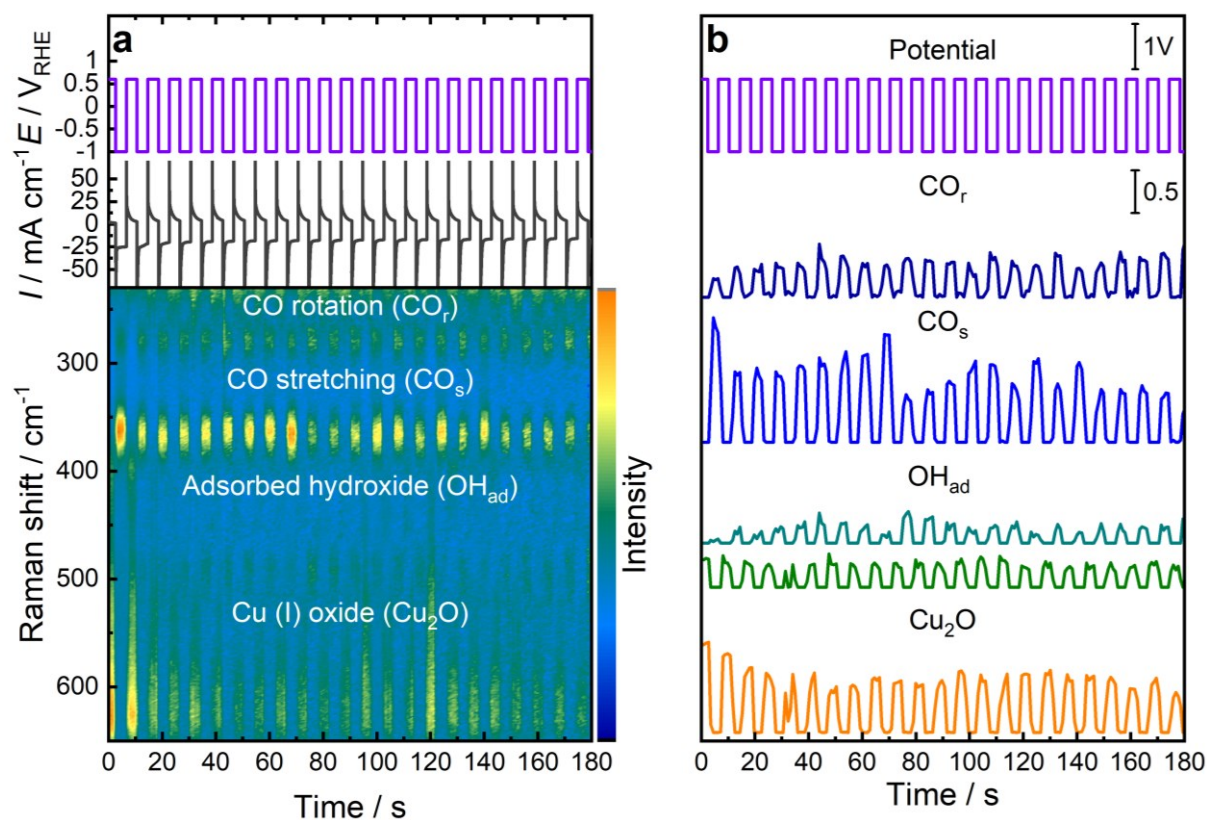 a
I / mA cm⁻¹ E / V_RHE
1
0.5
0
-0.5
-1
50
25
0
-25
-50
Raman shift / cm⁻¹
300
400
500
600
CO rotation (CO_r)
CO stretching (CO_s)
Adsorbed hydroxide (OH_ad)
Cu (I) oxide (Cu₂O)
0 20 40 60 80 100 120 140 160 180
Time / s
Intensity
b
Potential
1V
CO_r
0.5
CO_s
OH_ad
Cu₂O
0 20 40 60 80 100 120 140 160 180
Time / s